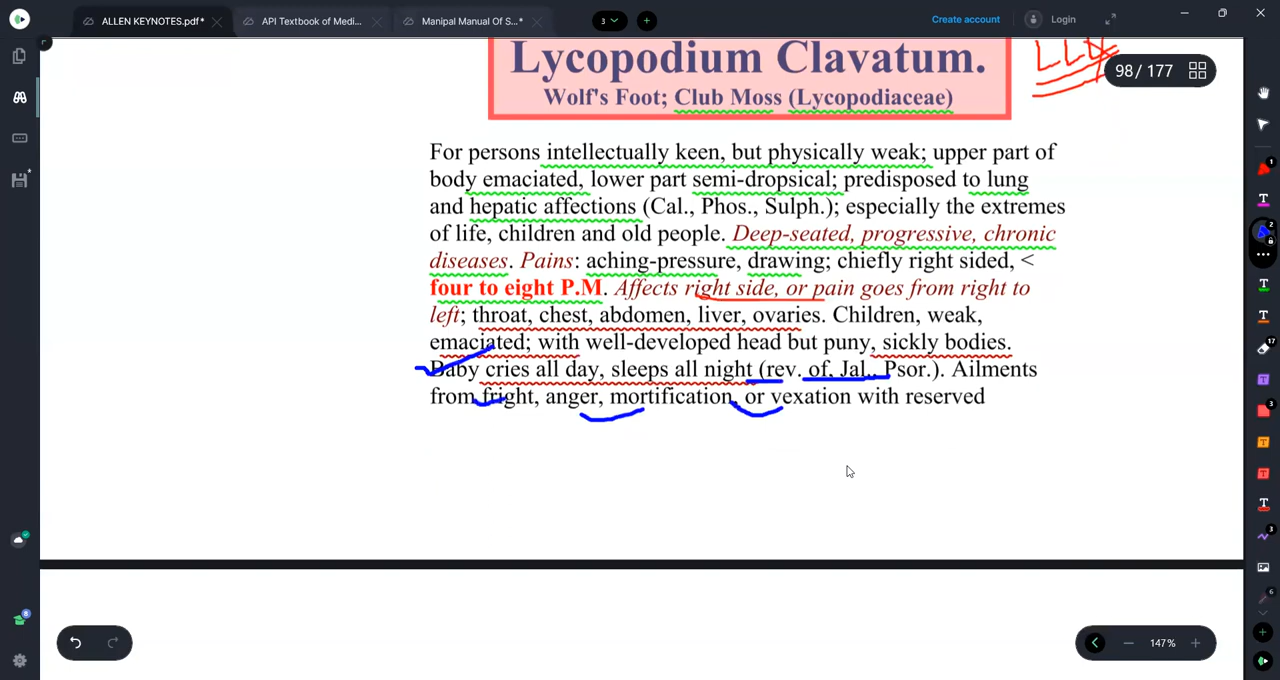 ALLEN KEYNOTES.pdf*
API Textbook of Medi...
Manipal Manual Of S...*
3
Create account
Login
98 / 177
Lycopodium Clavatum.
Wolf's Foot; Club Moss (Lycopodiaceae)
For persons intellectually keen, but physically weak; upper part of
body emaciated, lower part semi-dropsical; predisposed to lung
and hepatic affections (Cal., Phos., Sulph.); especially the extremes
of life, children and old people. Deep-seated, progressive, chronic
diseases. Pains: aching-pressure, drawing; chiefly right sided, <
four to eight P.M. Affects right side, or pain goes from right to
left; throat, chest, abdomen, liver, ovaries. Children, weak,
emaciated; with well-developed head but puny, sickly bodies.
Baby cries all day, sleeps all night (rev. of, Jal., Psor.). Ailments
from fright, anger, mortification, or vexation with reserved
147%